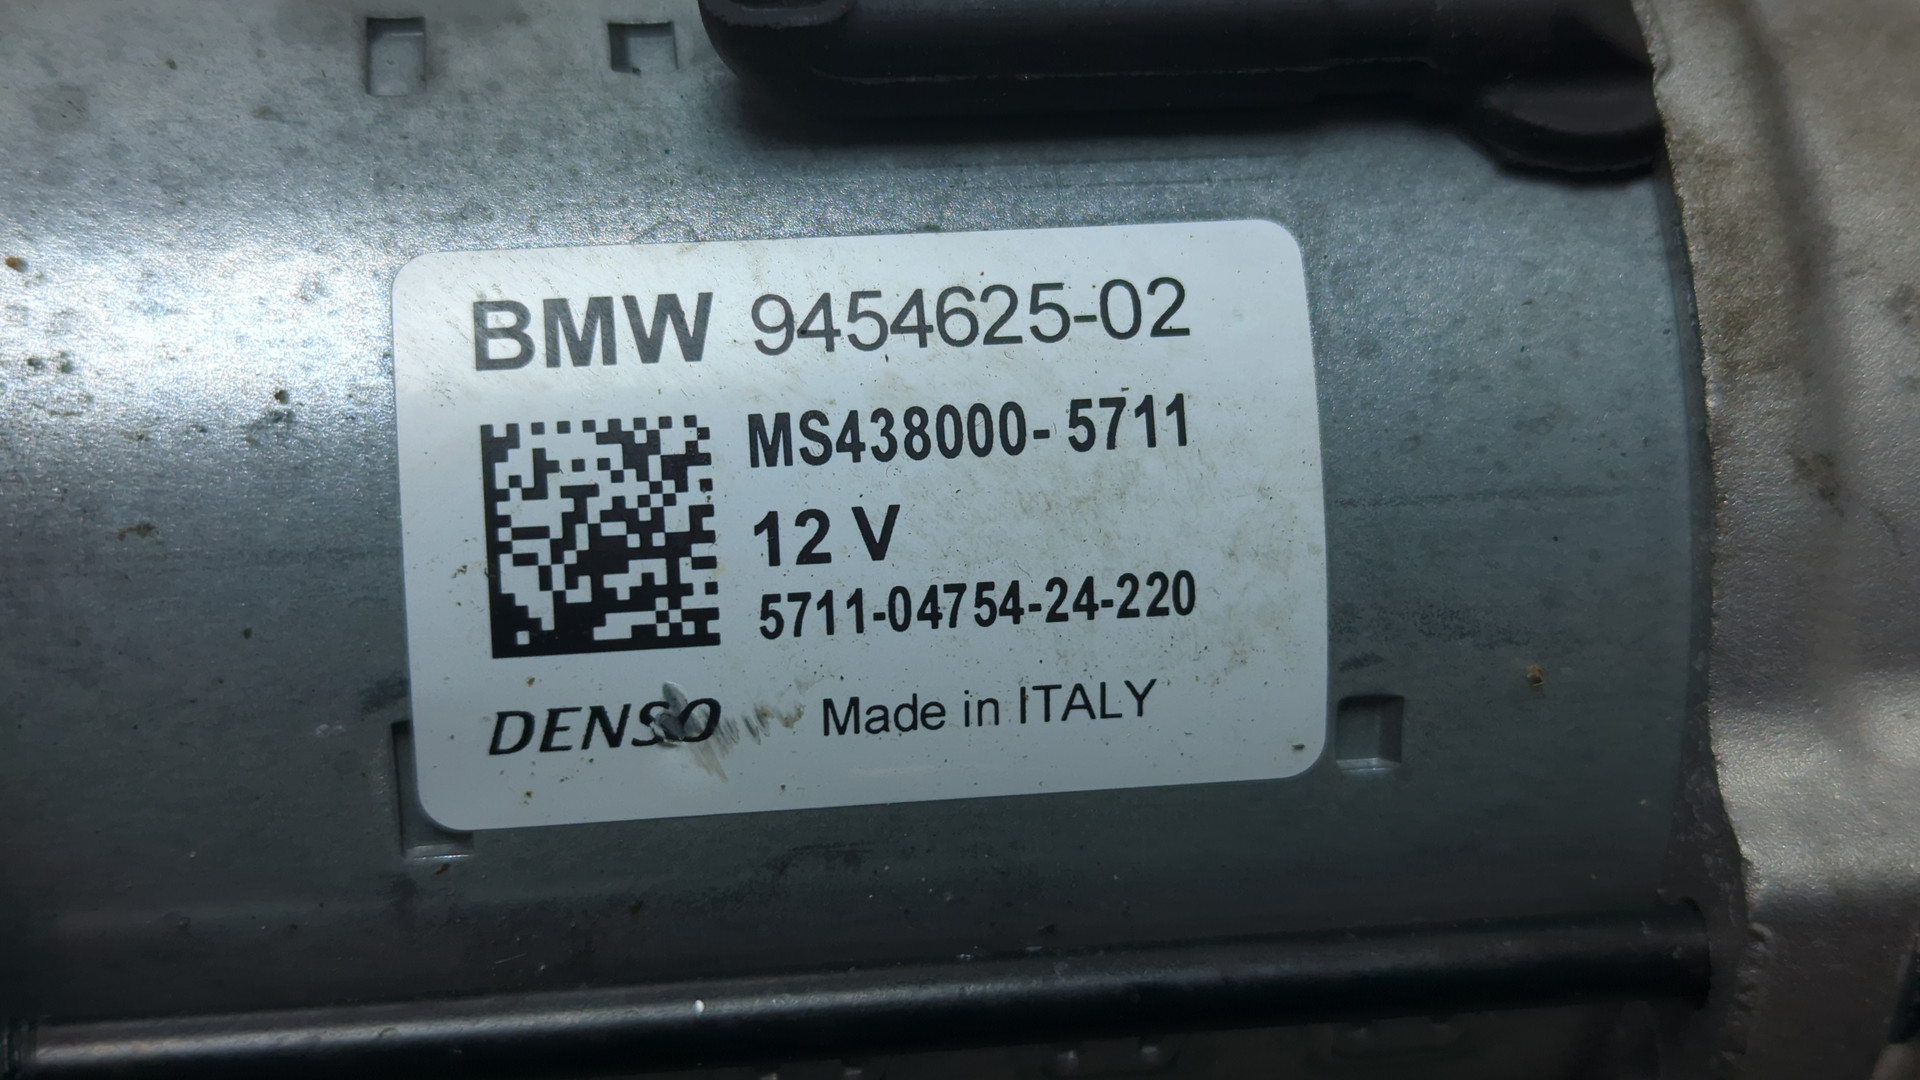 BMW 9454625-02
MS438000-5711
12 V
5711-04754-24-220
DENSO Made in ITALY